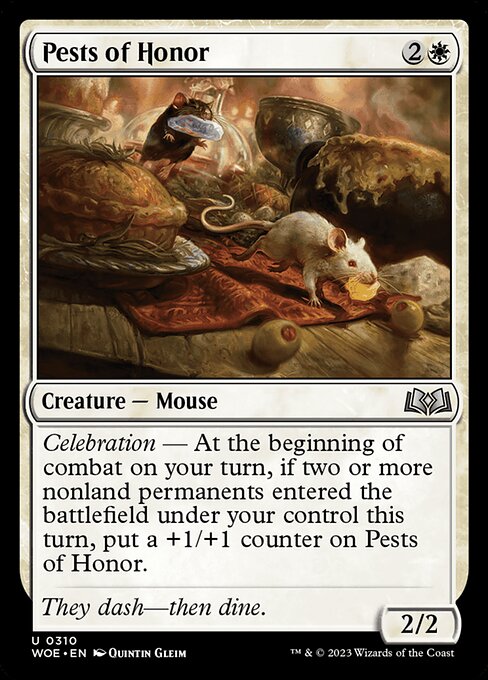 Pests of Honor 2
Creature — Mouse
Celebration — At the beginning of
combat on your turn, if two or more
nonland permanents entered the
battlefield under your control this
turn, put a +1/+1 counter on Pests
of Honor.
They dash—then dine.
2/2
U 0310
WOE • EN Quintin Gleim
™ & © 2023 Wizards of the Coast